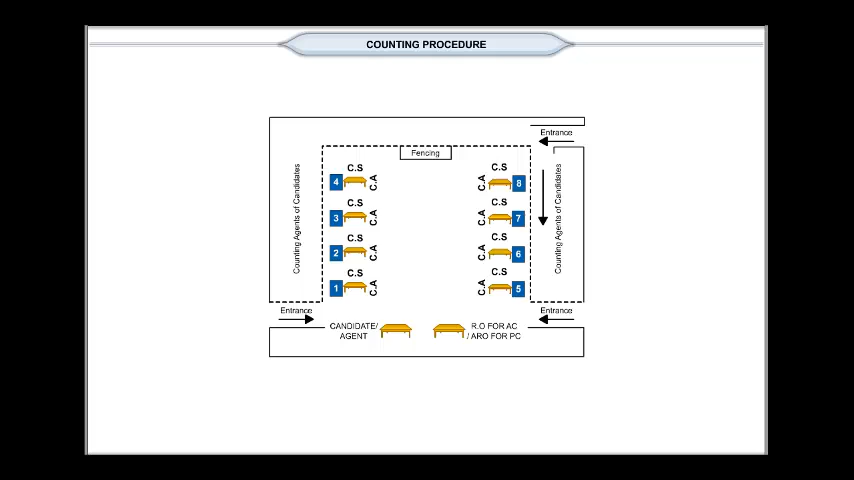 COUNTING PROCEDURE
Entrance
Fencing
Counting Agents of Candidates
C.S
4
C.A
C.S
3
C.A
C.S
2
C.A
C.S
1
C.A
C.S
C.A
8
C.S
C.A
7
C.S
C.A
6
C.S
C.A
5
Counting Agents of Candidates
Entrance
Entrance
CANDIDATE/
AGENT
R.O FOR AC
/ ARO FOR PC